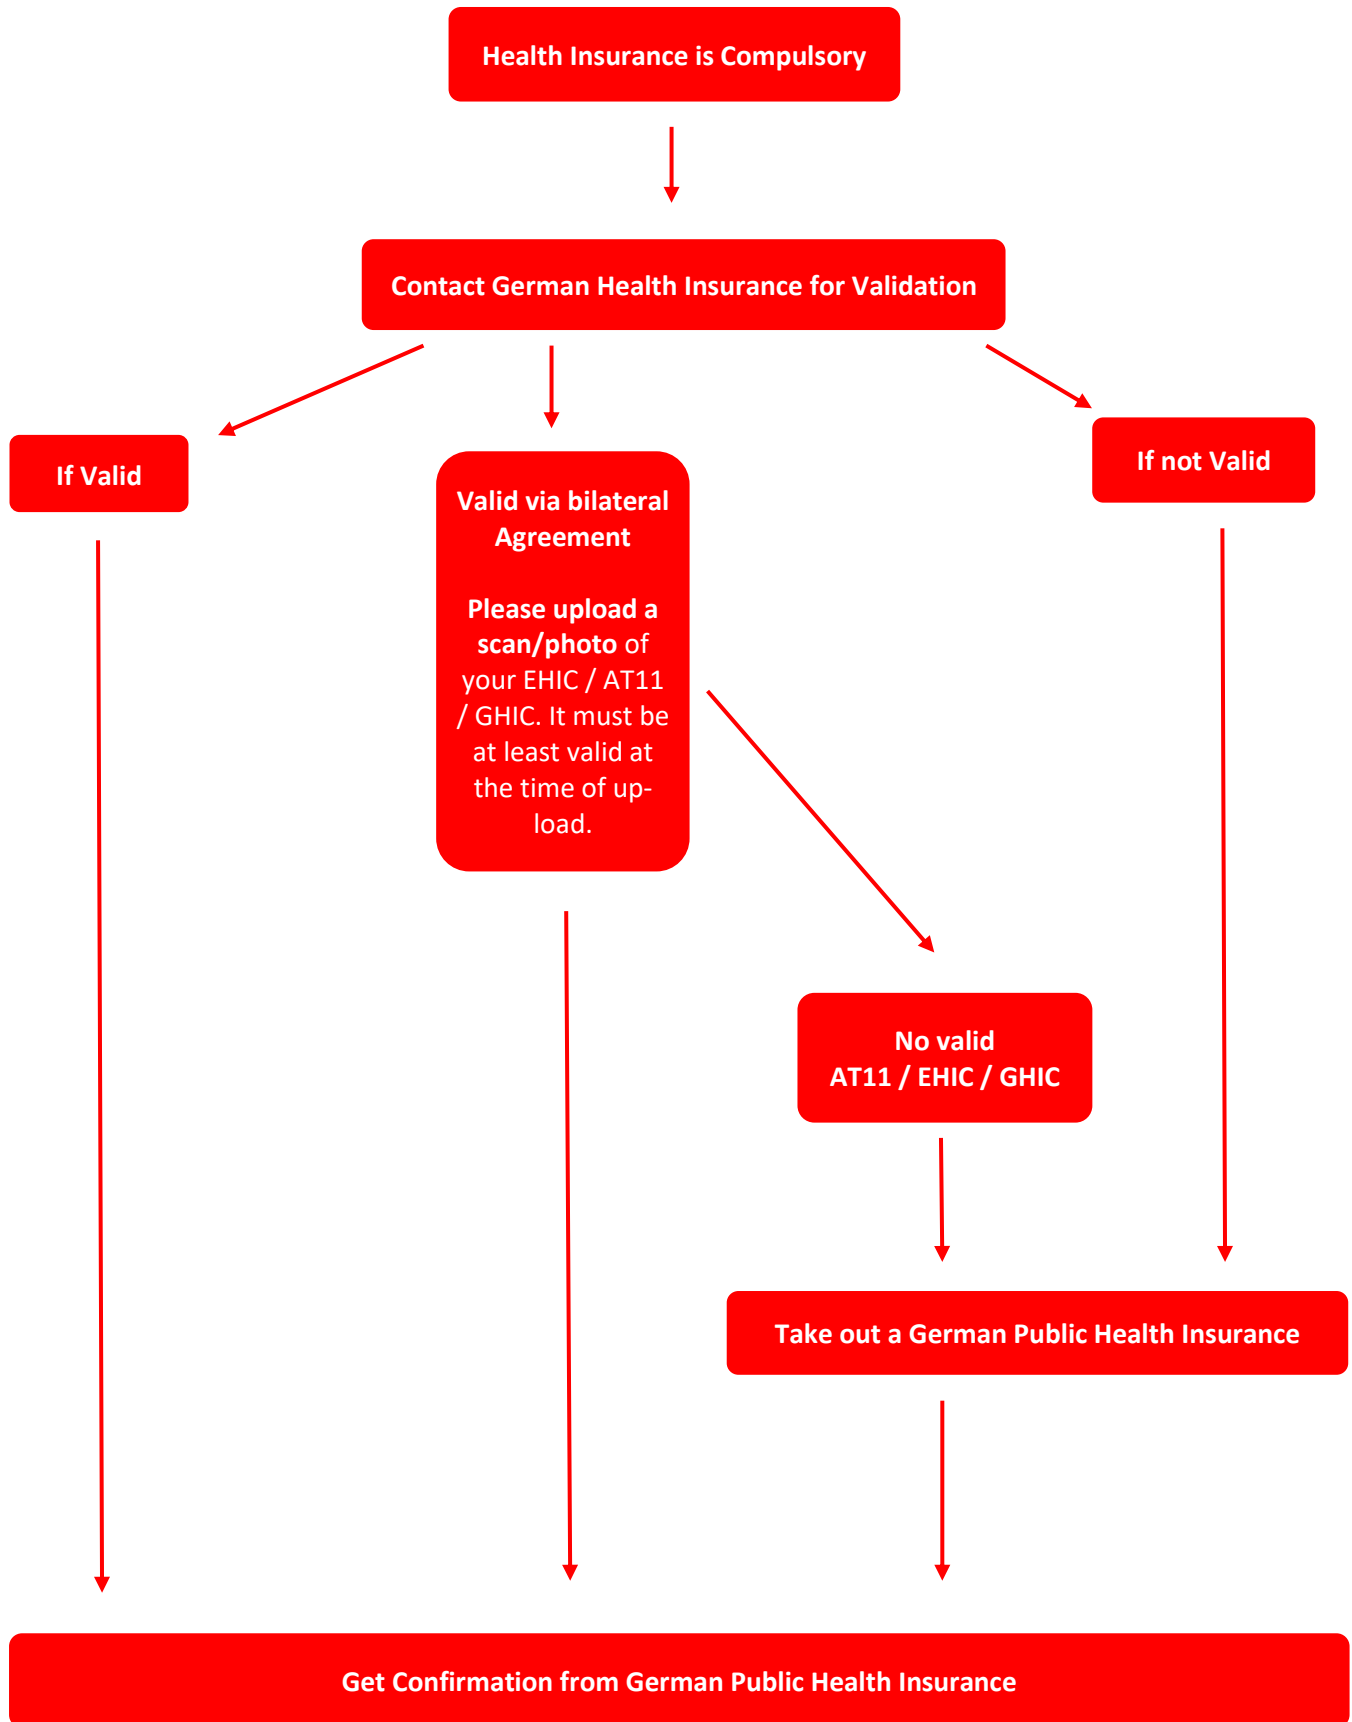 Health Insurance is Compulsory
Contact German Health Insurance for Validation
If Valid
Valid via bilateral
Agreement
Please upload a
scan/photo of
your EHIC / AT11
/ GHIC. It must be
at least valid at
the time of up-
load.
If not Valid
No valid
AT11 / EHIC / GHIC
Take out a German Public Health Insurance
Get Confirmation from German Public Health Insurance